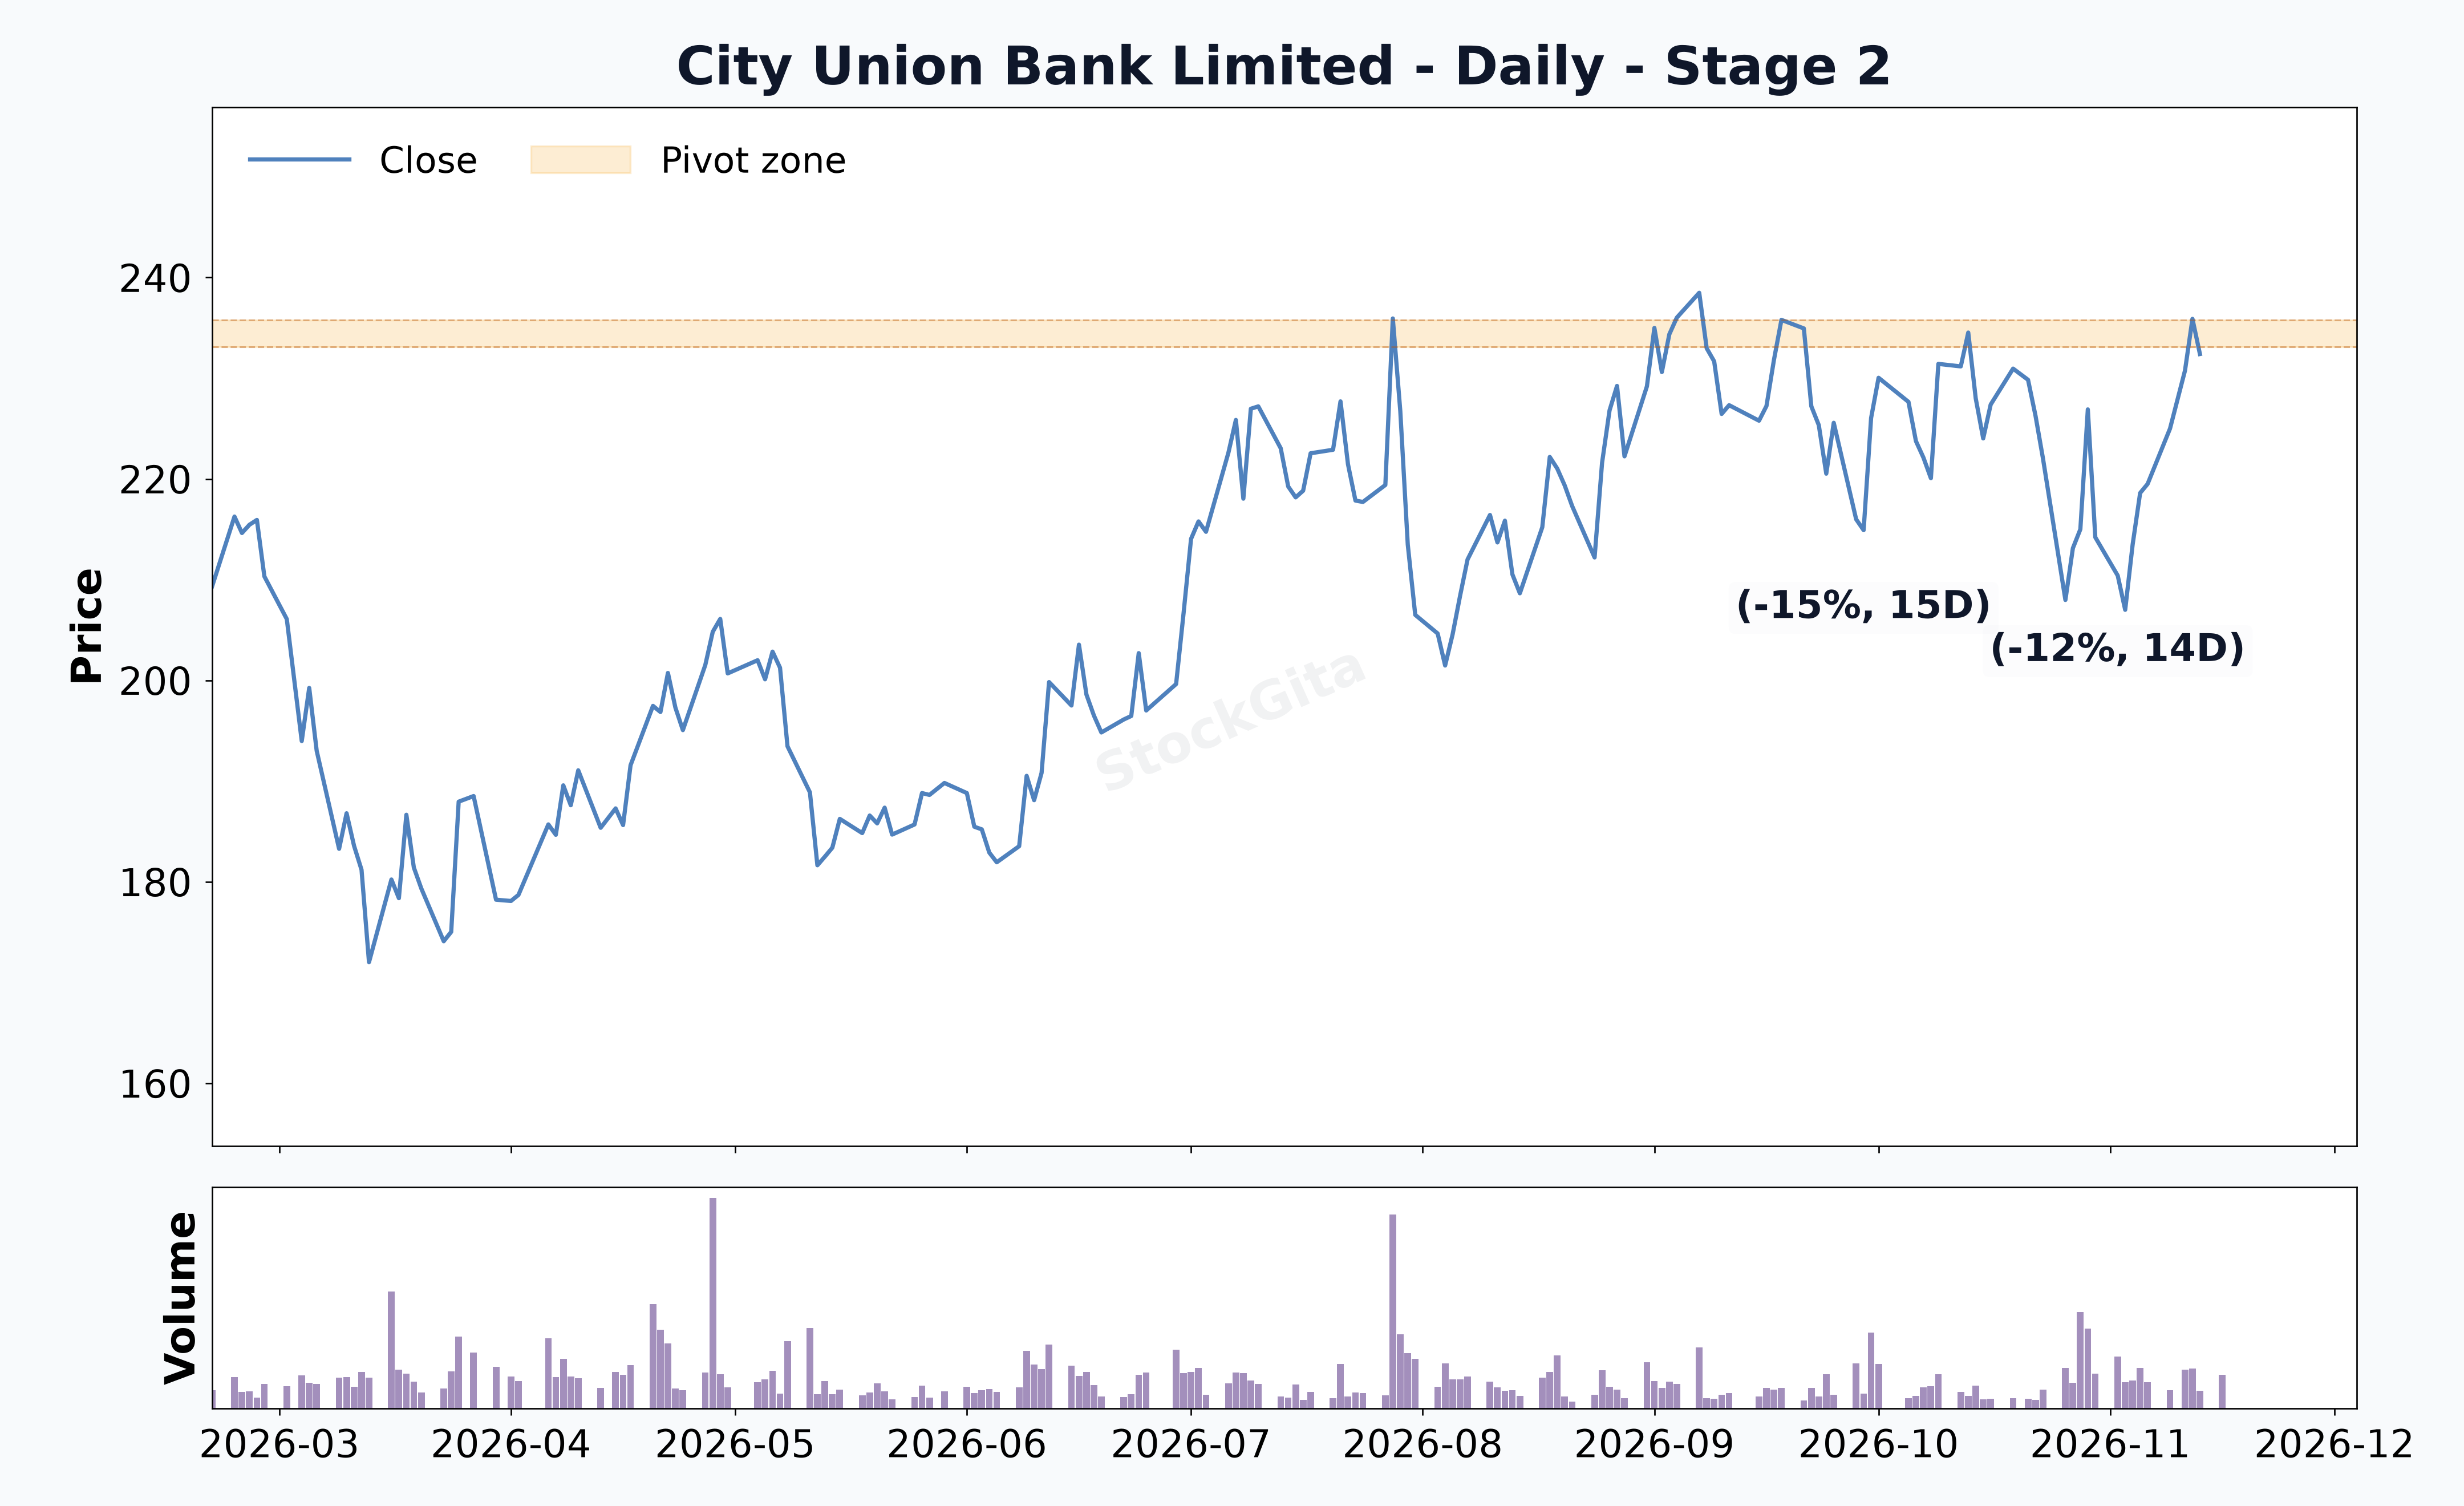 City Union Bank Limited - Daily - Stage 2
Close
Pivot zone
Price
240
220
200
180
160
(-15%, 15D)
(-12%, 14D)
StockGita
Volume
2026-03
2026-04
2026-05
2026-06
2026-07
2026-08
2026-09
2026-10
2026-11
2026-12